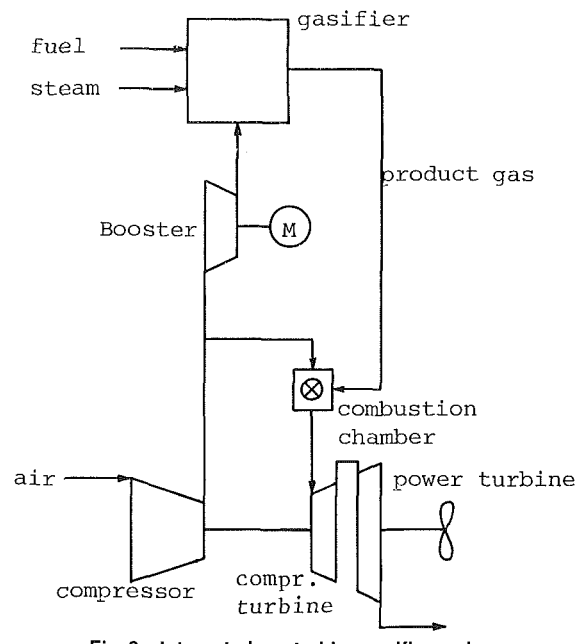 gasifier
fuel
steam
product gas
Booster
M
combustion
chamber
air
power turbine
compressor
compr.
turbine